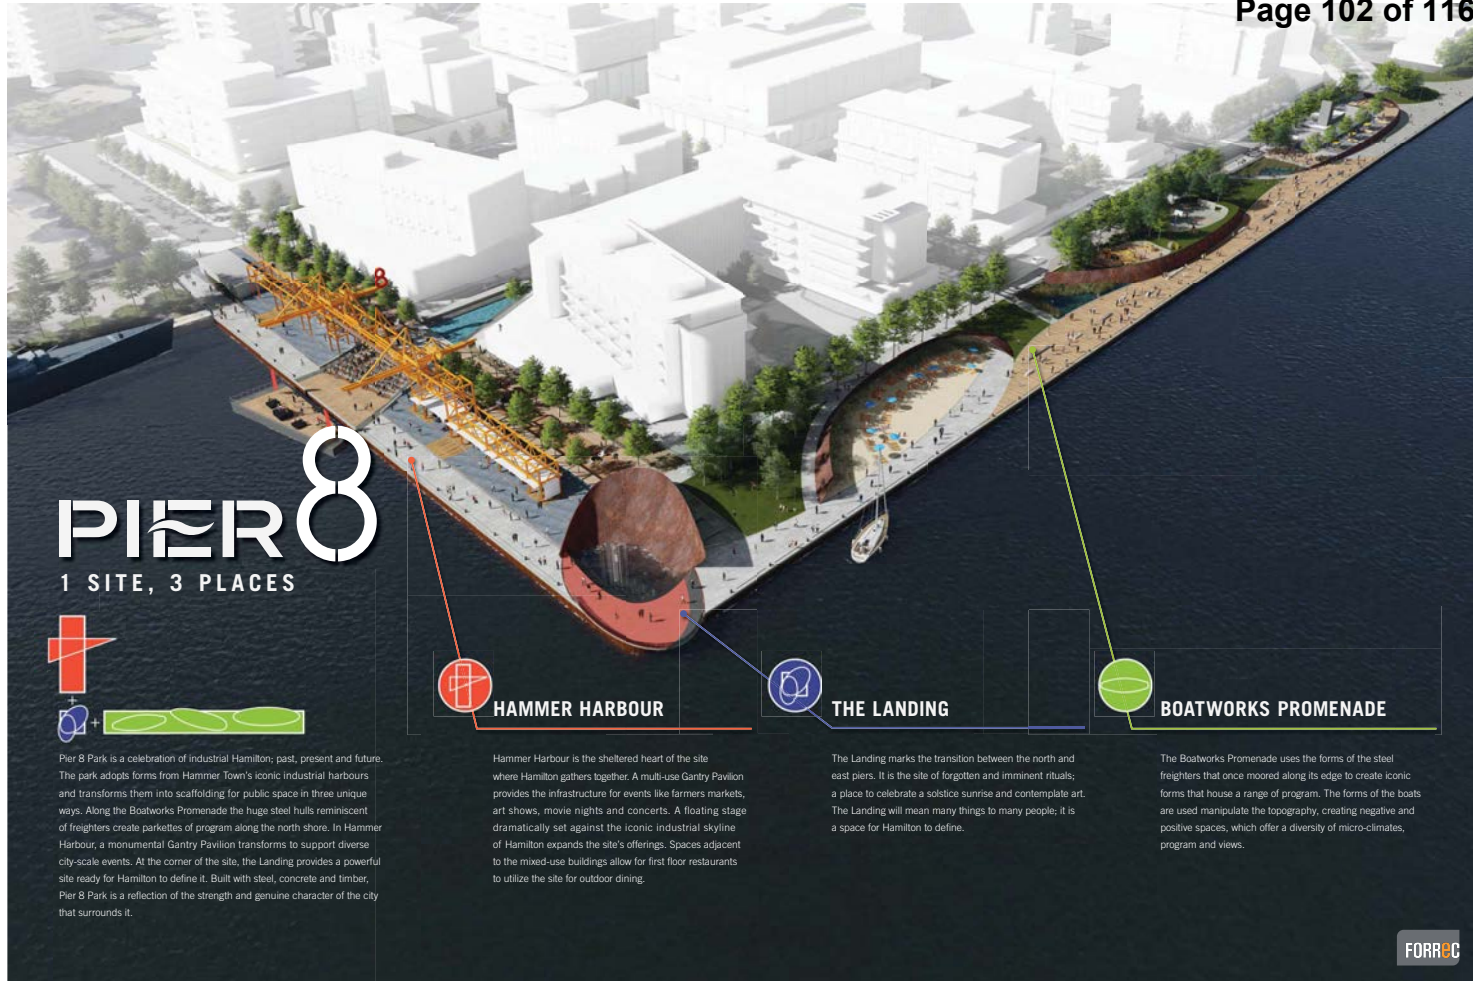 Page 102 of 116
8
PIER 8
1 SITE, 3 PLACES
Pier 8 Park is a celebration of industrial Hamilton; past, present and future.
The park adopts forms from Hammer Town's iconic industrial harbours
and transforms them into scaffolding for public space in three unique
ways. Along the Boatworks Promenade the huge steel hulls reminiscent
of freighters create parkettes of program along the north shore. In Hammer
Harbour, a monumental Gantry Pavilion transforms to support diverse
city-scale events. At the corner of the site, the Landing provides a powerful
site ready for Hamilton to define it. Built with steel, concrete and timber,
Pier 8 Park is a reflection of the strength and genuine character of the city
that surrounds it.
HAMMER HARBOUR
Hammer Harbour is the sheltered heart of the site
where Hamilton gathers together. A multi-use Gantry Pavilion
provides the infrastructure for events like farmers markets,
art shows, movie nights and concerts. A floating stage
dramatically set against the iconic industrial skyline
of Hamilton expands the site's offerings. Spaces adjacent
to the mixed-use buildings allow for first floor restaurants
to utilize the site for outdoor dining.
THE LANDING
The Landing marks the transition between the north and
east piers. It is the site of forgotten and imminent rituals;
a place to celebrate a solstice sunrise and contemplate art.
The Landing will mean many things to many people; it is
a space for Hamilton to define.
BOATWORKS PROMENADE
The Boatworks Promenade uses the forms of the steel
freighters that once moored along its edge to create iconic
forms that house a range of program. The forms of the boats
are used manipulate the topography, creating negative and
positive spaces, which offer a diversity of micro-climates,
program and views.
FORReC